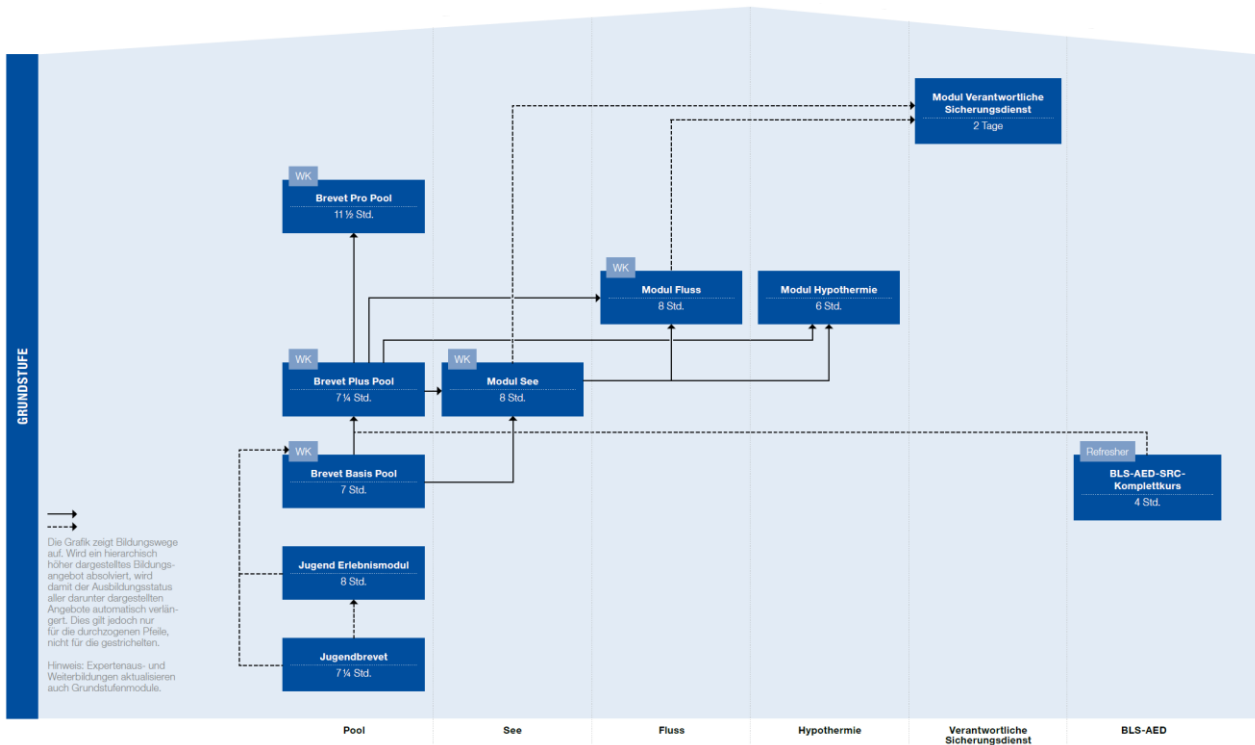 GRUNDSTUFE
Modul Verantwortliche
Sicherungsdienst
2 Tage
WK
Brevet Pro Pool
11 ½ Std.
WK
Modul Fluss
8 Std.
Modul Hypothermie
6 Std.
WK
Brevet Plus Pool
7 ¼ Std.
WK
Modul See
8 Std.
WK
Brevet Basis Pool
7 Std.
Refresher
BLS-AED-SRC-
Komplettkurs
4 Std.
Jugend Erlebnismodul
8 Std.
Jugendbrevet
7 ¼ Std.
Die Grafik zeigt Bildungswege
auf. Wird ein hierarchisch
höher dargestelltes Bildungs-
angebot absolviert, wird
damit der Ausbildungsstatus
aller darunter dargestellten
Angebote automatisch verlän-
gert. Dies gilt jedoch nur
für die durchzogenen Pfeile,
nicht für die gestrichelten.
Hinweis: Expertenaus- und
Weiterbildungen aktualisieren
auch Grundstufenmodule.
Pool
See
Fluss
Hypothermie
Verantwortliche
Sicherungsdienst
BLS-AED